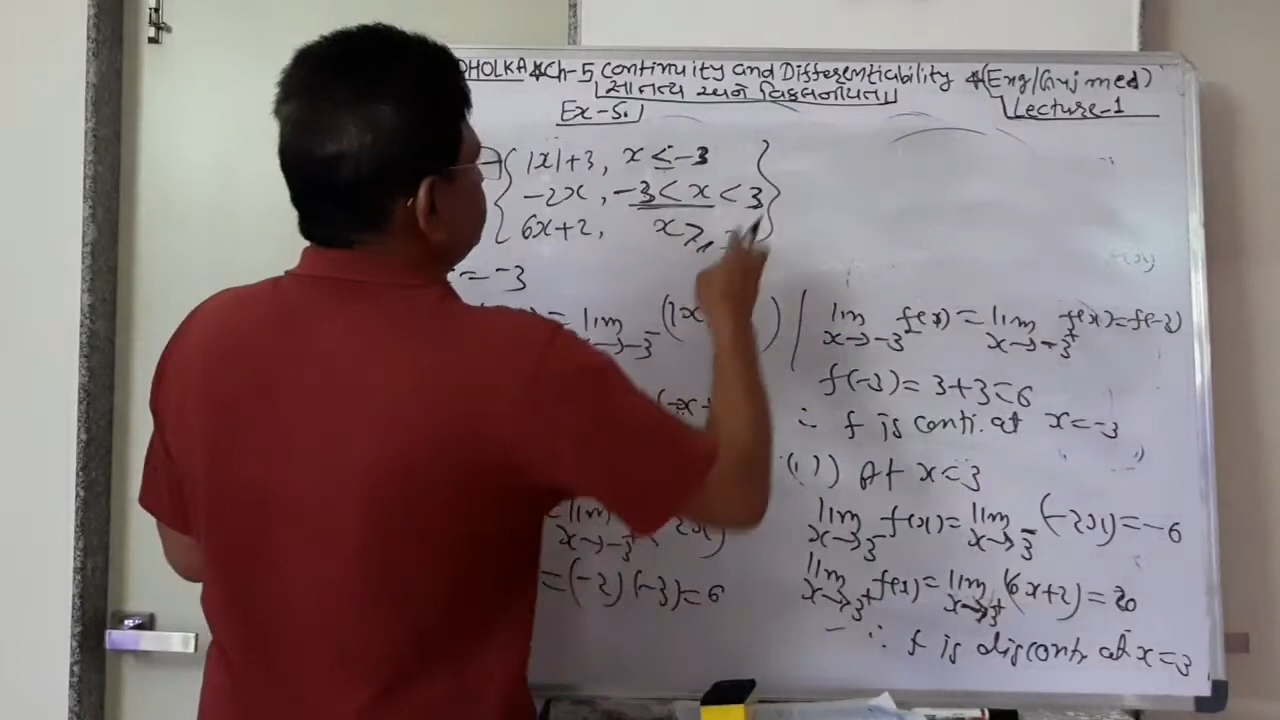 DHOLKA * Ch-5 Continuity and Differentiability * (Eng/Guj med)
સાતત્ય અને વિકલનીયતા Lecture-1
Ex-5.1
|x|+3, x ≤ -3
-2x, -3 < x < 3
6x+2, x ≥
= -3
= lim x→-3⁻
(-x+
= lim x→-3 -2x)
= (-2)(-3) = 6
lim x→-3⁻ f(x) = lim x→-3⁺ f(x) = f(-3)
f(-3) = 3+3 = 6
∴ f is conti. at x = -3
At x = 3
lim x→3⁻ f(x) = lim x→3⁻ (-2x) = -6
lim x→3⁺ f(x) = lim x→3⁺ (6x+2) = 20
∴ f is discont. at x = 3